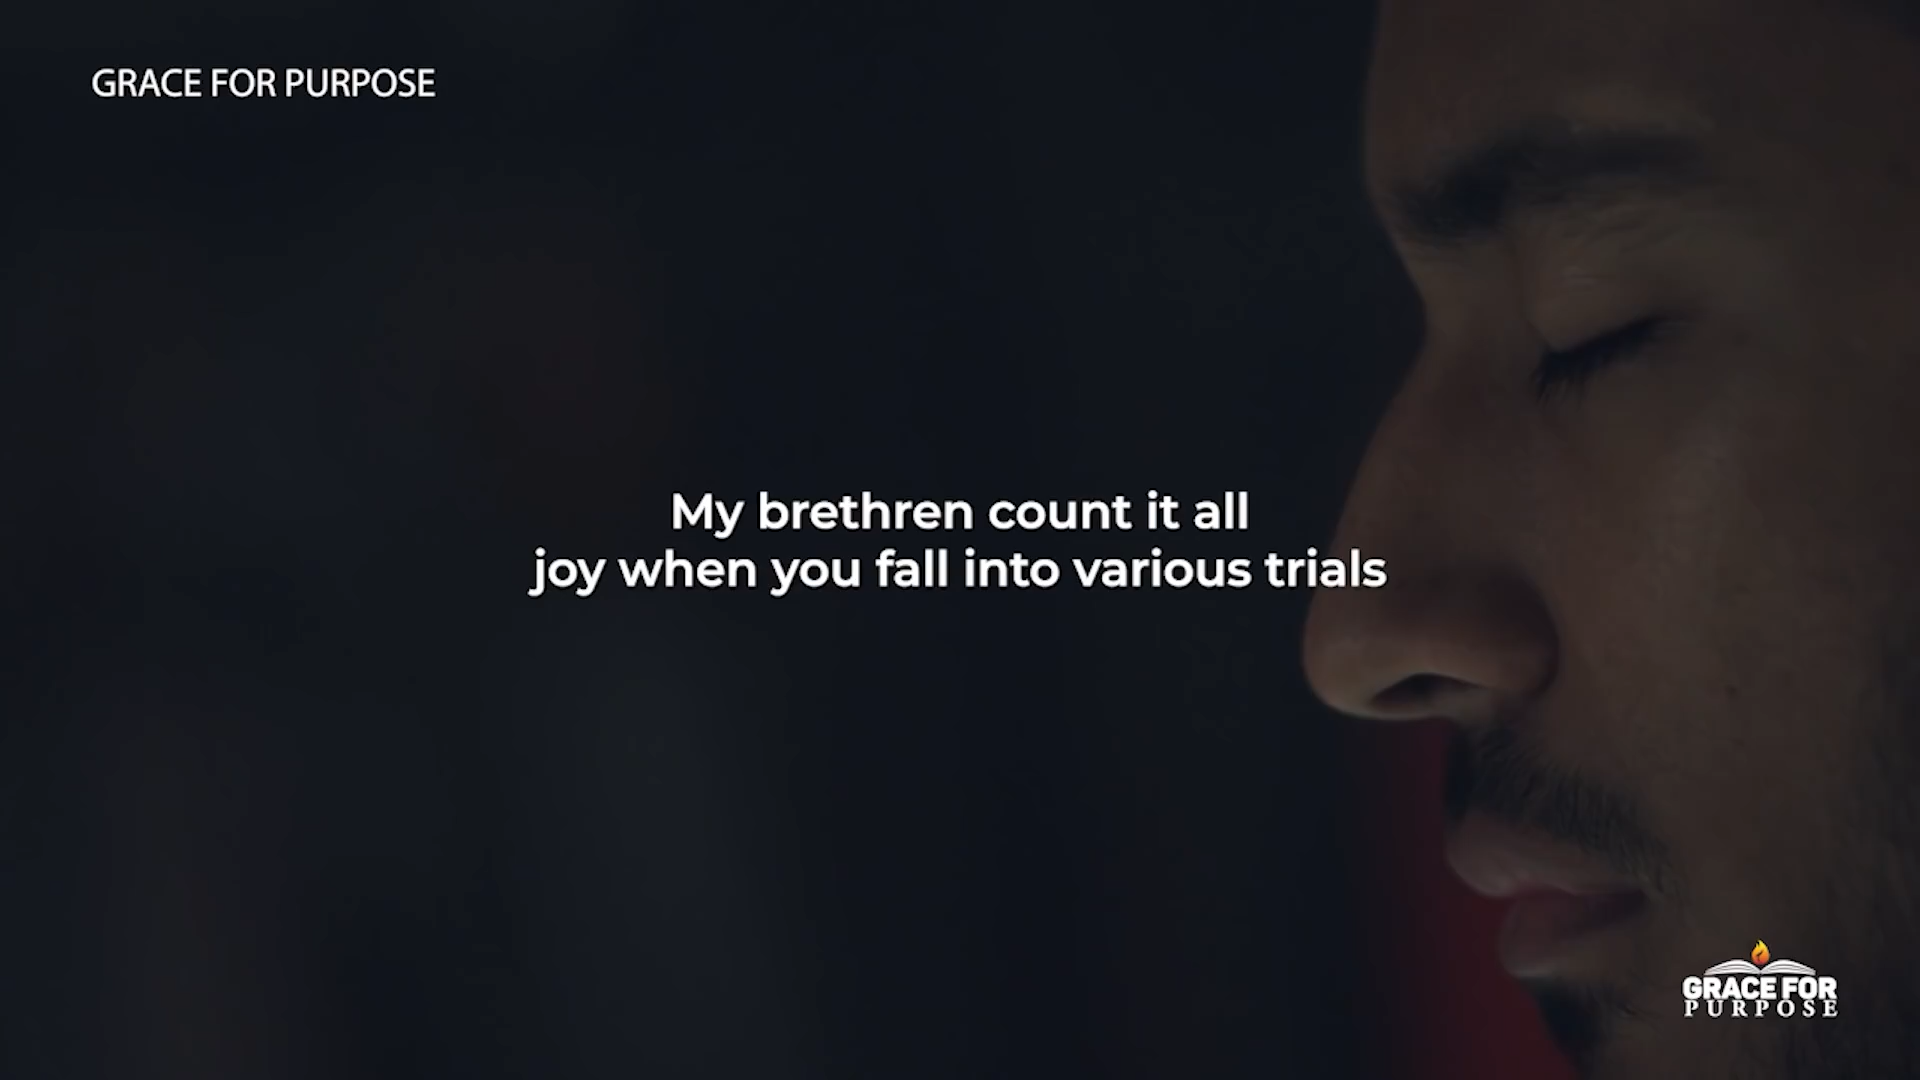 GRACE FOR PURPOSE
My brethren count it all
joy when you fall into various trials
GRACE FOR
PURPOSE